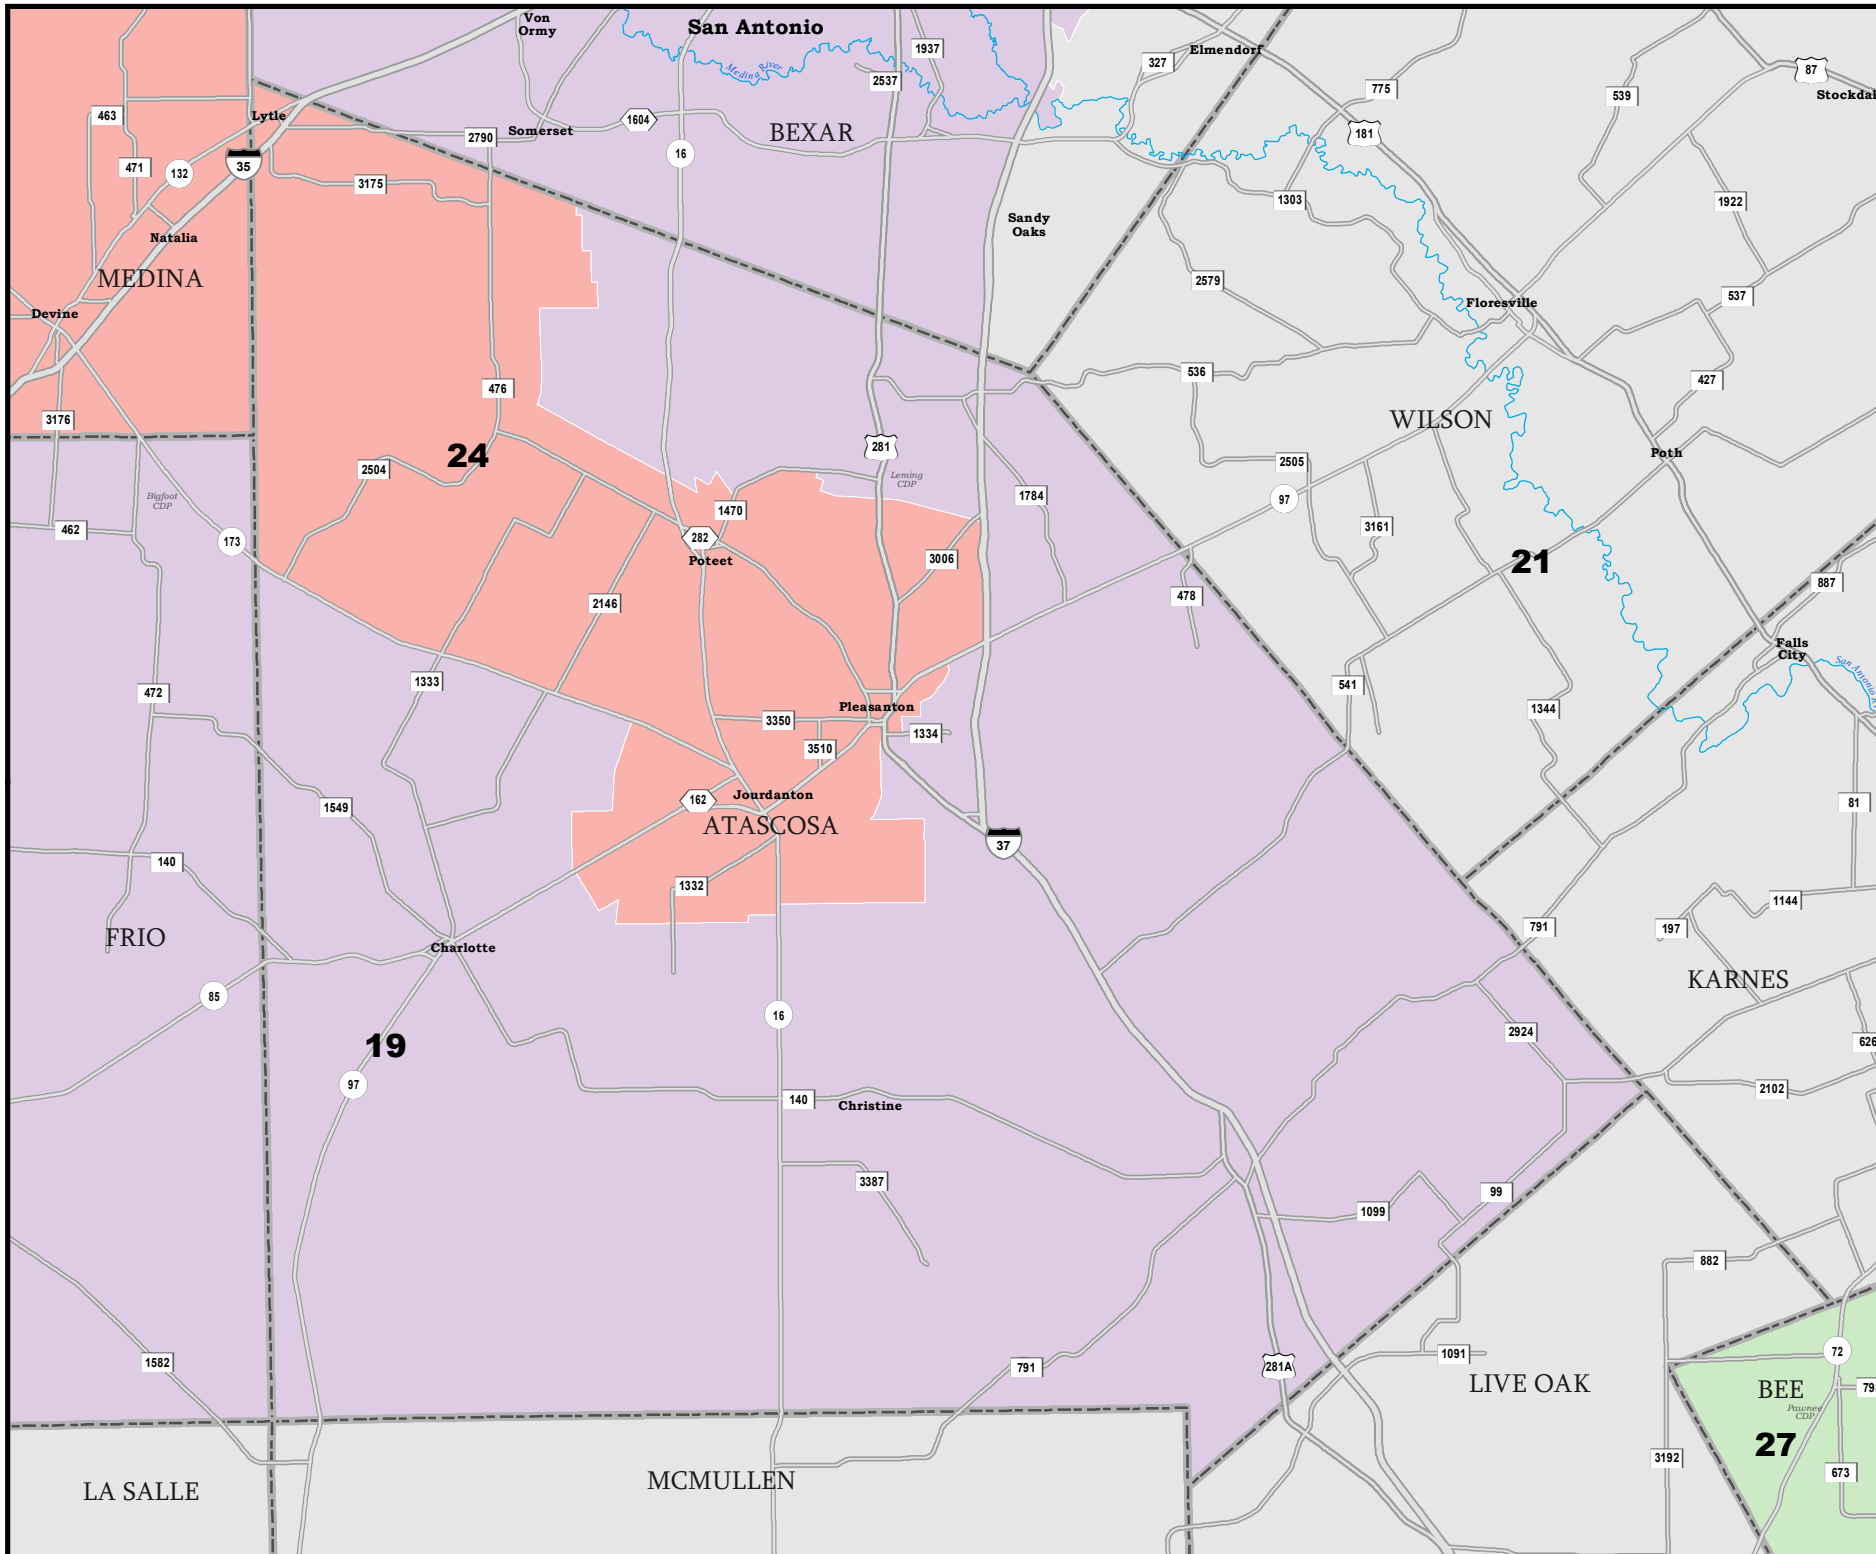 Von
Ormy
San Antonio
1937
Elmendorf
327
87
Medina River
2537
775
539
Stockdal
463
Lytle
2790
Somerset
1604
BEXAR
181
16
471
132
35
3175
1303
1922
Sandy
Oaks
Natalia
MEDINA
2579
537
Floresville
Devine
536
427
476
3176
WILSON
24
281
Poth
2504
2505
Leming
CDP
Bigfoot
CDP
1784
97
1470
3161
462
173
282
Poteet
3006
21
887
478
2146
Falls
City
San Antonio R
1333
541
472
Pleasanton
1344
3350
1334
3510
Jourdanton
162
1549
81
ATASCOSA
37
140
1332
1144
791
197
FRIO
Charlotte
KARNES
85
16
2924
19
626
97
2102
140
Christine
3387
99
1099
882
72
1582
791
281A
1091
LIVE OAK
BEE
79
Pawnee
CDP
27
3192
673
MCMULLEN
LA SALLE